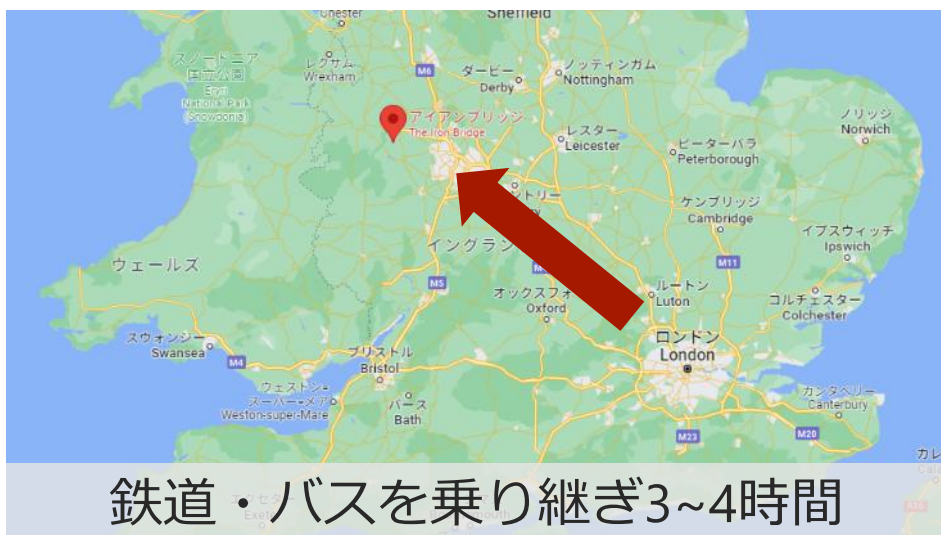 Chester
Sheffield
スノードニア
国立公園
Eryri
National Park
(Snowdonia)
レクサム
Wrexham
M6
ダービー
Derby
ノッティンガム
Nottingham
アイアンブリッジ
The Iron Bridge
レスター
Leicester
ピーターバラ
Peterborough
ノリッジ
Norwich
ントリー
ケンブリッジ
Cambridge
イプスウィッチ
Ipswich
ウェールズ
イングラン
M11
M5
オックスフォ
Oxford
ルートン
Luton
コルチェスター
Colchester
スウォンジー
Swansea
M4
ブリストル
Bristol
ロンドン
London
ウェストン=
スーパー=メア
Weston-super-Mare
バース
Bath
カンタベリー
Canterbury
M23
M20
カレ
鉄道・バスを乗り継ぎ3~4時間